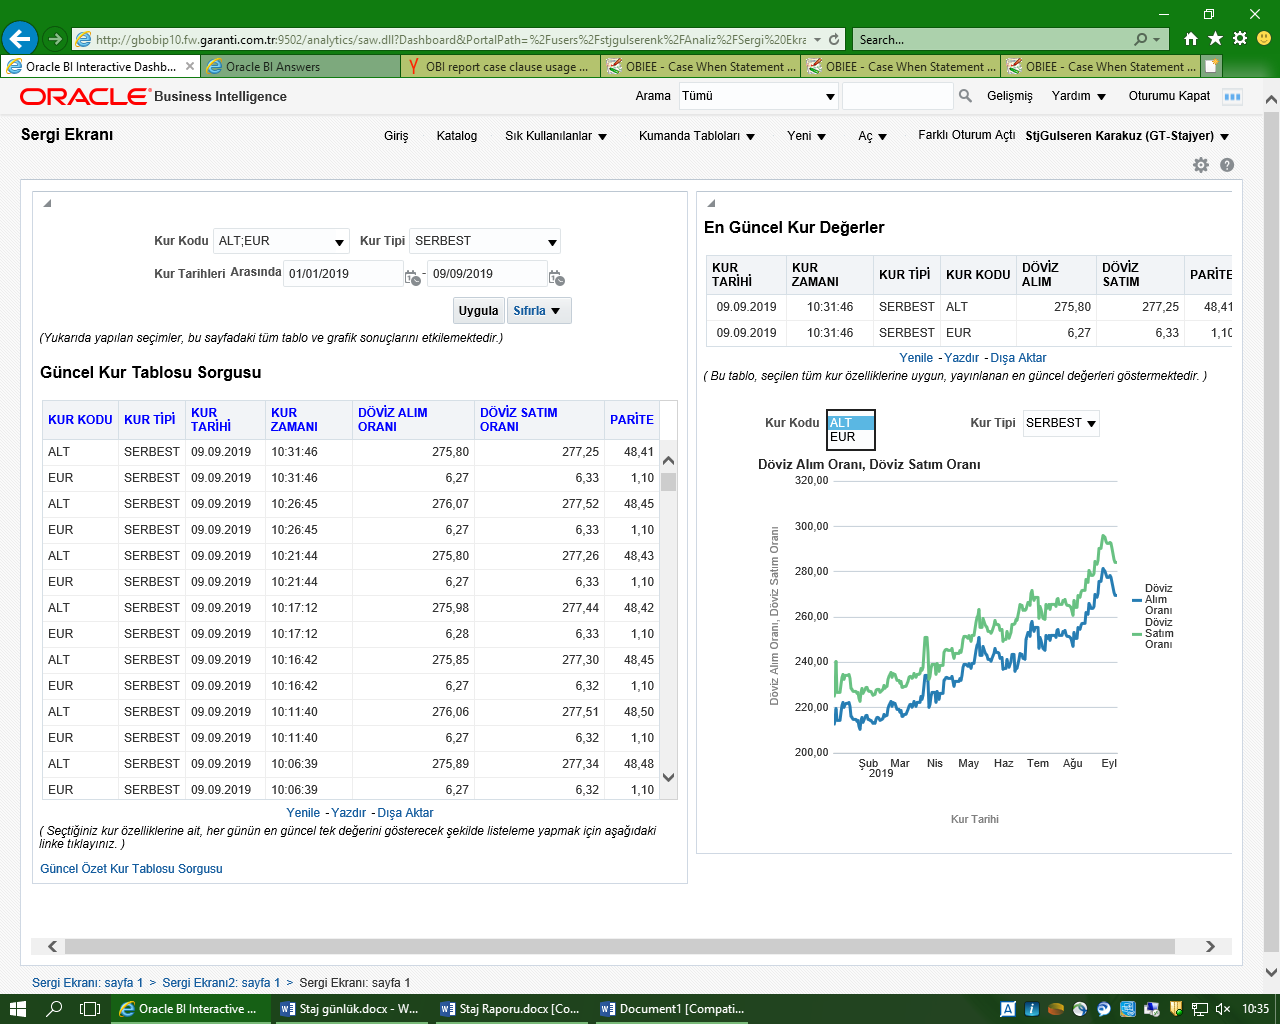 http://gbobip10.fw.garanti.com.tr:9502/analytics/saw.dll?Dashboard&PortalPath=%2Fusers%2Fstjgulserenk%2FAnaliz%2FSergi%20Ekra
Search...
Oracle BI Interactive Dashb...
Oracle BI Answers
OBI report case clause usage ...
OBIEE - Case When Statement ...
OBIEE - Case When Statement ...
OBIEE - Case When Statement ...
ORACLE Business Intelligence
Arama Tümü Gelişmiş Yardım Oturumu Kapat
Sergi Ekranı
Giriş Katalog Sık Kullanılanlar Kumanda Tabloları Yeni Aç Farklı Oturum Açtı StjGulseren Karakuz (GT-Stajyer)
Kur Kodu ALT;EUR Kur Tipi SERBEST
Kur Tarihleri Arasında 01/01/2019 - 09/09/2019
Uygula Sıfırla
(Yukarıda yapılan seçimler, bu sayfadaki tüm tablo ve grafik sonuçlarını etkilemektedir.)
Güncel Kur Tablosu Sorgusu
KUR KODU KUR TİPİ KUR TARİHİ KUR ZAMANI DÖVİZ ALIM ORANI DÖVİZ SATIM ORANI PARİTE
ALT SERBEST 09.09.2019 10:31:46 275,80 277,25 48,41
EUR SERBEST 09.09.2019 10:31:46 6,27 6,33 1,10
ALT SERBEST 09.09.2019 10:26:45 276,07 277,52 48,45
EUR SERBEST 09.09.2019 10:26:45 6,27 6,33 1,10
ALT SERBEST 09.09.2019 10:21:44 275,80 277,26 48,43
EUR SERBEST 09.09.2019 10:21:44 6,27 6,33 1,10
ALT SERBEST 09.09.2019 10:17:12 275,98 277,44 48,42
EUR SERBEST 09.09.2019 10:17:12 6,28 6,33 1,10
ALT SERBEST 09.09.2019 10:16:42 275,85 277,30 48,45
EUR SERBEST 09.09.2019 10:16:42 6,27 6,32 1,10
ALT SERBEST 09.09.2019 10:11:40 276,06 277,51 48,50
EUR SERBEST 09.09.2019 10:11:40 6,27 6,32 1,10
ALT SERBEST 09.09.2019 10:06:39 275,89 277,34 48,48
EUR SERBEST 09.09.2019 10:06:39 6,27 6,32 1,10
Yenile - Yazdır - Dışa Aktar
( Seçtiğiniz kur özelliklerine ait, her günün en güncel tek değerini gösterecek şekilde listeleme yapmak için aşağıdaki
linke tıklayınız. )
Güncel Özet Kur Tablosu Sorgusu
En Güncel Kur Değerler
KUR TARİHİ KUR ZAMANI KUR TİPİ KUR KODU DÖVİZ ALIM DÖVİZ SATIM PARİTE
09.09.2019 10:31:46 SERBEST ALT 275,80 277,25 48,41
09.09.2019 10:31:46 SERBEST EUR 6,27 6,33 1,10
Yenile - Yazdır - Dışa Aktar
( Bu tablo, seçilen tüm kur özelliklerine uygun, yayınlanan en güncel değerleri göstermektedir. )
Kur Kodu ALT Kur Tipi SERBEST
EUR
Döviz Alım Oranı, Döviz Satım Oranı
Döviz Alım Oranı, Döviz Satım Oranı
320,00
300,00
280,00
260,00
240,00
220,00
200,00
Şub Mar Nis May Haz Tem Ağu Eyl
2019
Kur Tarihi
Döviz
Alım
Oranı
Döviz
Satım
Oranı
Sergi Ekranı: sayfa 1 > Sergi Ekranı2: sayfa 1 > Sergi Ekranı: sayfa 1
Oracle BI Interactive ...
Staj günlük.docx - W...
Staj Raporu.docx [Co...
Document1 [Compati...
10:35